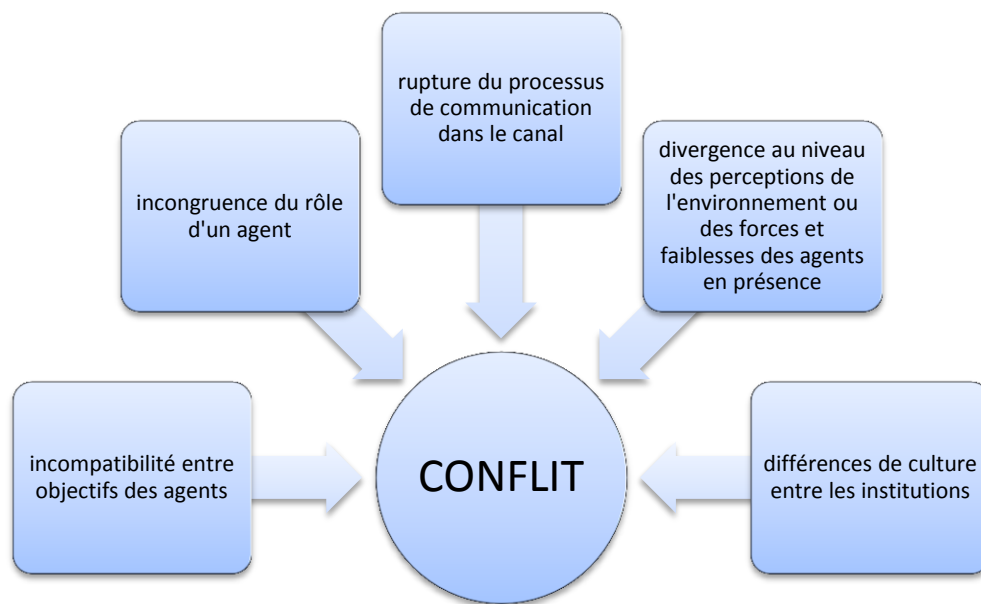 rupture du processus
de communication
dans le canal
incongruence du rôle
d'un agent
divergence au niveau
des perceptions de
l'environnement ou
des forces et
faiblesses des agents
en présence
incompatibilité entre
objectifs des agents
CONFLIT
différences de culture
entre les institutions